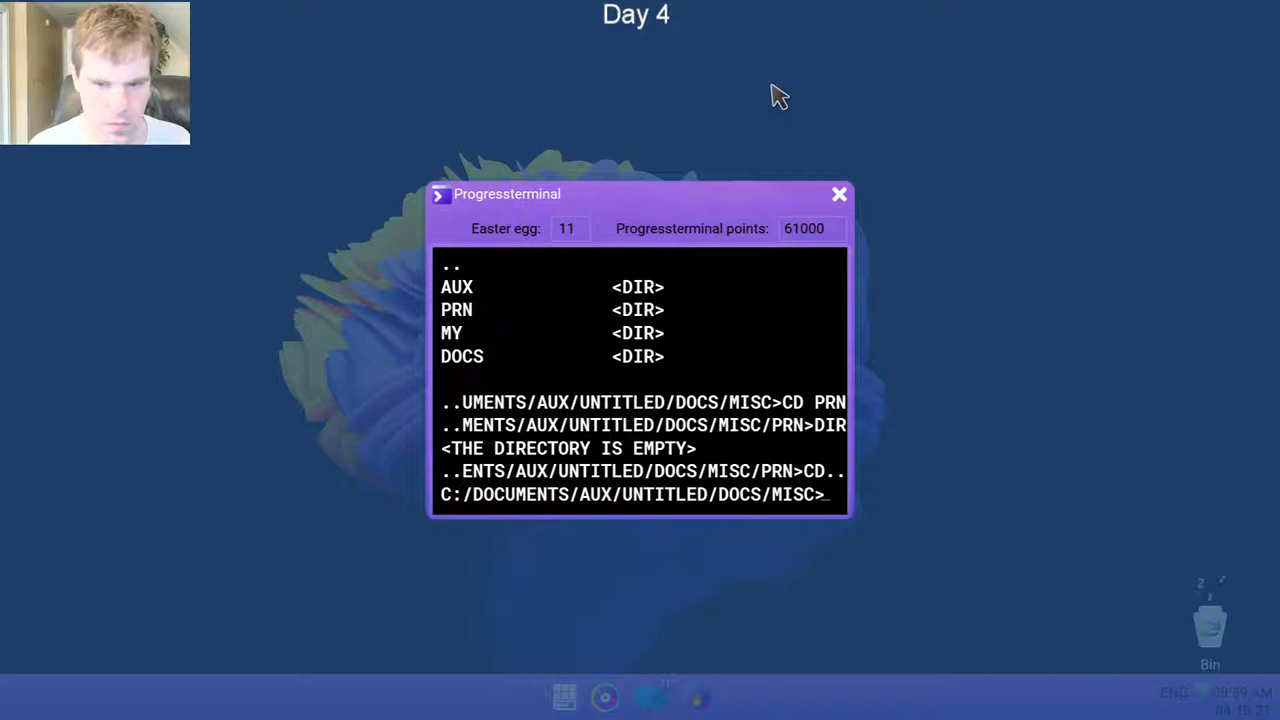 Day 4
Progressterminal
Easter egg: 11 Progressterminal points: 61000
..
AUX <DIR>
PRN <DIR>
MY <DIR>
DOCS <DIR>
..UMENTS/AUX/UNTITLED/DOCS/MISC>CD PRN
..MENTS/AUX/UNTITLED/DOCS/MISC/PRN>DIR
<THE DIRECTORY IS EMPTY>
..ENTS/AUX/UNTITLED/DOCS/MISC/PRN>CD..
C:/DOCUMENTS/AUX/UNTITLED/DOCS/MISC>_
Bin
ENG